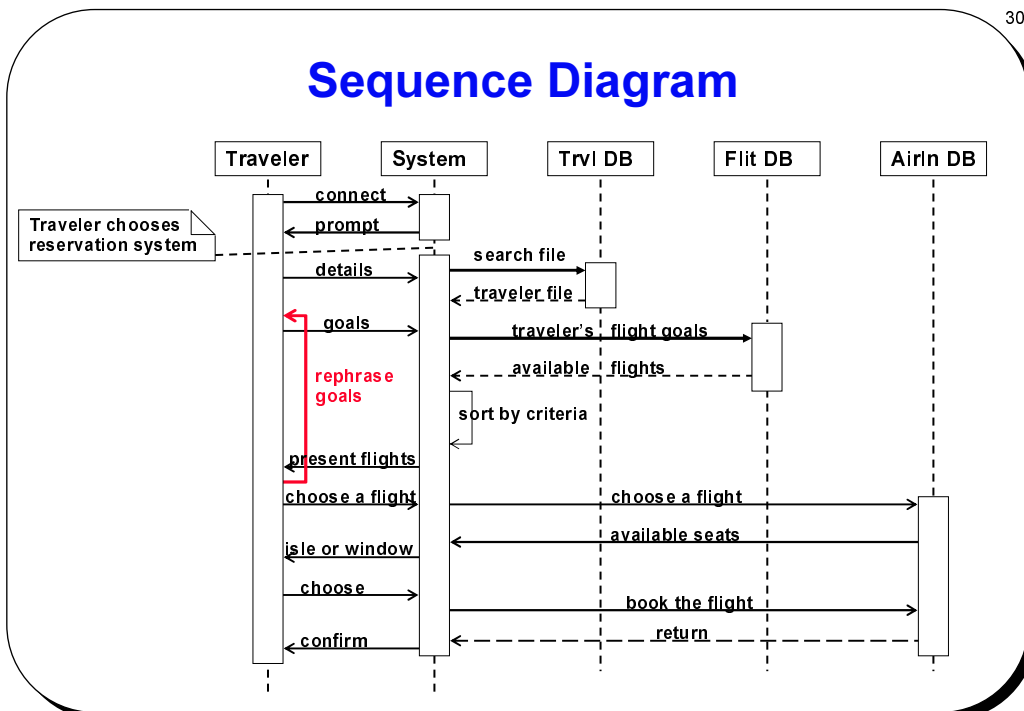 30
Sequence Diagram
Traveler
System
Trvl DB
Flit DB
Airln DB
connect
Traveler chooses
reservation system
prompt
search file
details
traveler file
goals
traveler's flight goals
available flights
rephrase
goals
sort by criteria
present flights
choose a flight
choose a flight
available seats
isle or window
choose
book the flight
return
confirm